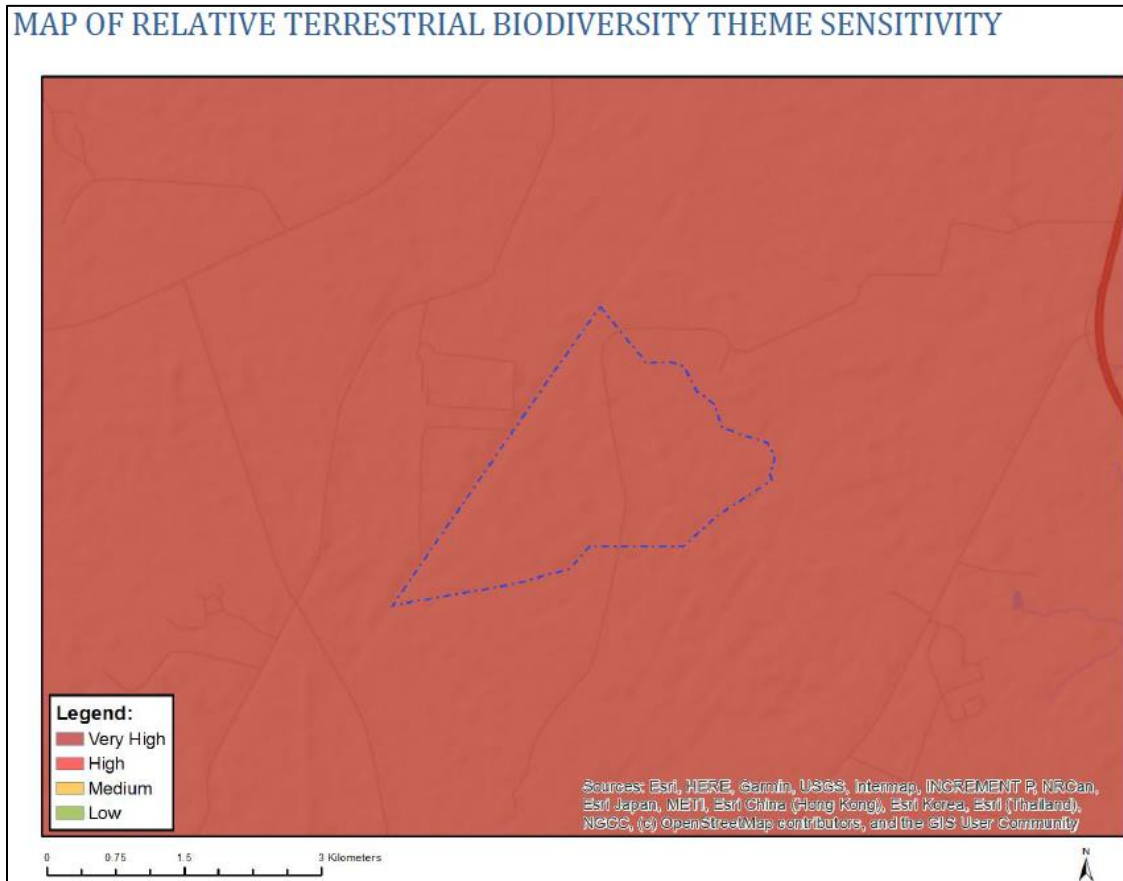 MAP OF RELATIVE TERRESTRIAL BIODIVERSITY THEME SENSITIVITY
Legend:
Very High
High
Medium
Low
Sources: Esri, HERE, Garmin, USGS, Intermap, INCREMENT P, NRCan,
Esri Japan, METI, Esri China (Hong Kong), Esri Korea, Esri (Thailand),
NGCC, (c) OpenStreetMap contributors, and the GIS User Community
0 0.75 1.5 3 Kilometers
N